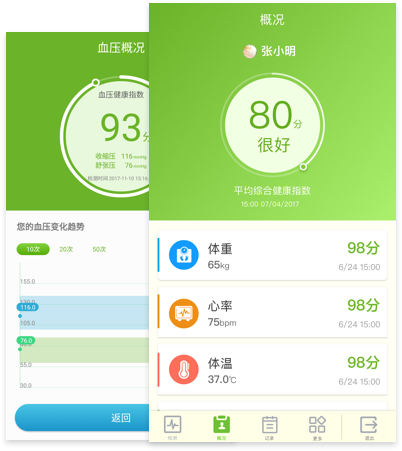 血压概况
血压健康指数
93分
收缩压 116mmHg
舒张压 76mmHg
检测时间 2017-11-10 15:16
您的血压变化趋势
10次 20次 50次
155.0
116.0
105.0
76.0
55.0
30.0
返回
概况
张小明
80分
很好
平均综合健康指数
15:00 07/04/2017
体重 98分
65kg 6/24 15:00
心率 98分
75bpm 6/24 15:00
体温 98分
37.0℃ 6/24 15:00
检测 概况 记录 更多 退出